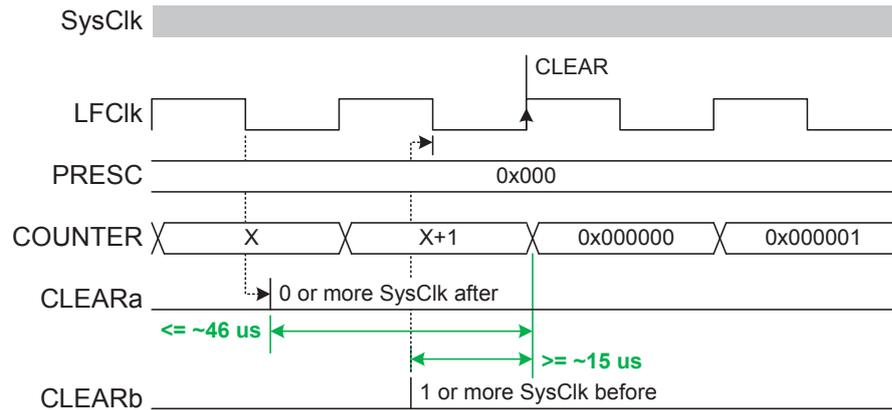 SysClk
CLEAR
LFClk
PRESC 0x000
COUNTER X X+1 0x000000 0x000001
CLEARa 0 or more SysClk after
<= ~46 us
>= ~15 us
CLEARb 1 or more SysClk before